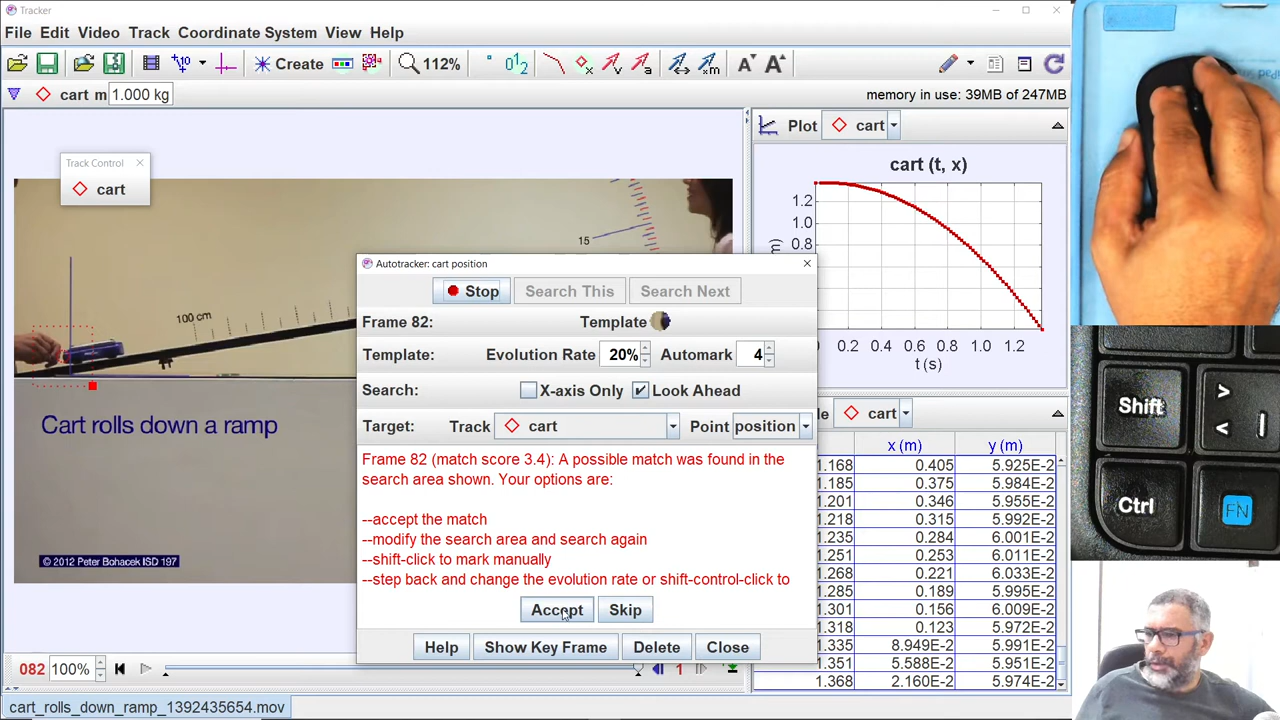 Tracker
File Edit Video Track Coordinate System View Help
Create 112%
cart m 1.000 kg memory in use: 39MB of 247MB
Track Control
cart
15
100 cm
Cart rolls down a ramp
© 2012 Peter Bohacek ISD 197
Plot cart
cart (t, x)
1.2
1.0
0.8
0.2 0.4 0.6 0.8 1.0 1.2
t (s)
Autotracker: cart position
Stop Search This Search Next
Frame 82: Template
Template: Evolution Rate 20% Automark 4
Search: X-axis Only Look Ahead
Target: Track cart Point position
Frame 82 (match score 3.4): A possible match was found in the
search area shown. Your options are:
--accept the match
--modify the search area and search again
--shift-click to mark manually
--step back and change the evolution rate or shift-control-click to
Accept Skip
Help Show Key Frame Delete Close
cart
x (m) y (m)
1.168 0.405 5.925E-2
1.185 0.375 5.984E-2
1.201 0.346 5.955E-2
1.218 0.315 5.992E-2
1.235 0.284 6.001E-2
1.251 0.253 6.011E-2
1.268 0.221 6.033E-2
1.285 0.189 5.995E-2
1.301 0.156 6.009E-2
1.318 0.123 5.972E-2
1.335 8.949E-2 5.991E-2
1.351 5.588E-2 5.951E-2
1.368 2.160E-2 5.974E-2
082 100% 1
cart_rolls_down_ramp_1392435654.mov
Shift
> <
Ctrl
FN